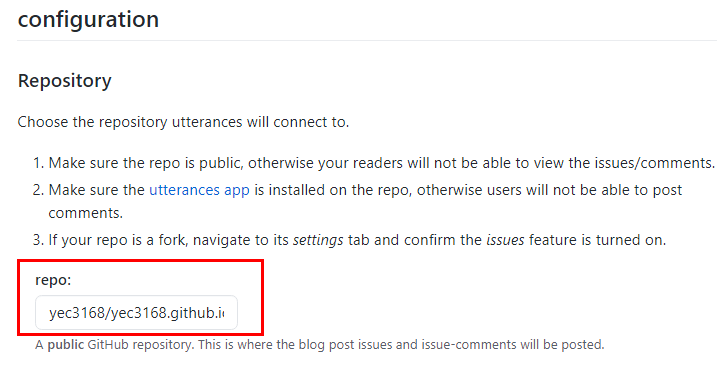 configuration
Repository
Choose the repository utterances will connect to.
1. Make sure the repo is public, otherwise your readers will not be able to view the issues/comments.
2. Make sure the utterances app is installed on the repo, otherwise users will not be able to post
comments.
3. If your repo is a fork, navigate to its settings tab and confirm the issues feature is turned on.
repo:
yec3168/yec3168.github.i
A public GitHub repository. This is where the blog post issues and issue-comments will be posted.